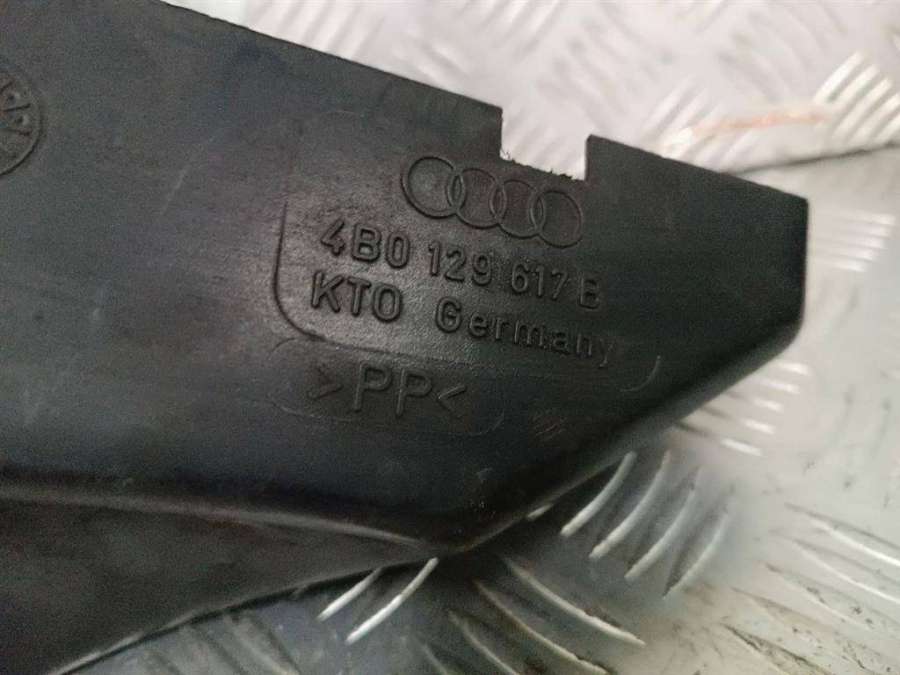 4B0 129 617 B
KTO Germany
>PP<